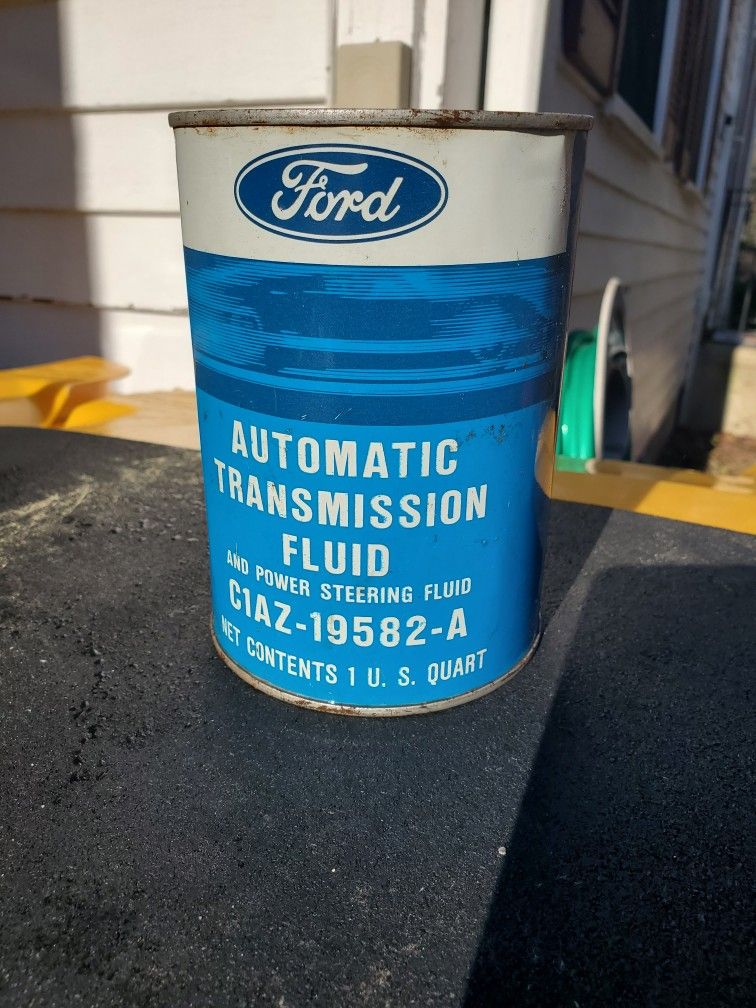 Ford
AUTOMATIC
TRANSMISSION
FLUID
AND POWER STEERING FLUID
C1AZ-19582-A
NET CONTENTS 1 U. S. QUART